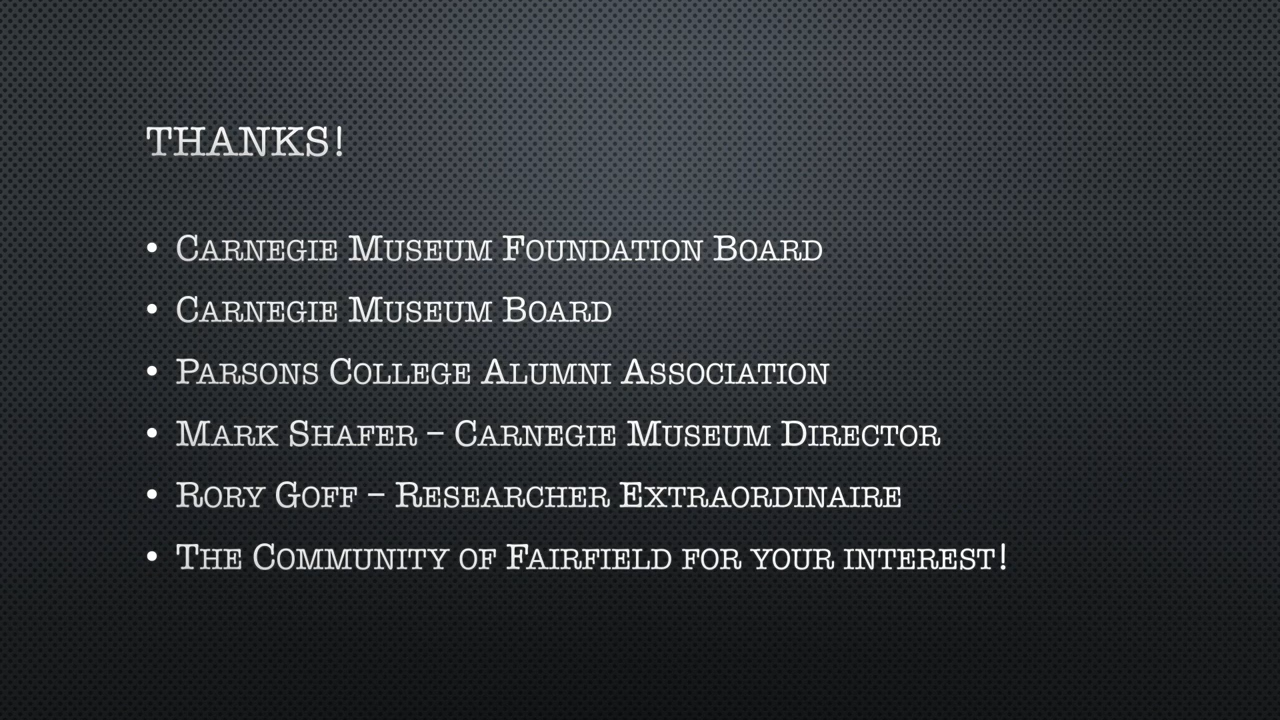 THANKS!
• Carnegie Museum Foundation Board
• Carnegie Museum Board
• Parsons College Alumni Association
• Mark Shafer – Carnegie Museum Director
• Rory Goff – Researcher Extraordinaire
• The Community of Fairfield for your interest!